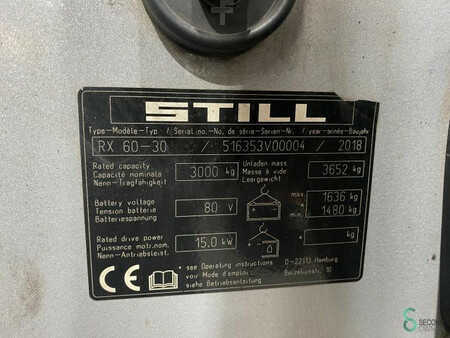 STILL
Type-Modèle-Typ / Serial no.-No. de série-Serien-Nr. / year-année-Baujahr
RX 60-30 / 516353V00004 / 2018
Rated capacity
Capacité nominale
Nenn-Tragfähigkeit
3000 kg
Unladen mass
Masse à vide
Leergewicht
3652 kg
Battery voltage
Tension batterie
Batteriespannung
80 V
max 1636 kg
min 1480 kg
Rated drive power
Puissance motr.nom.
Nenn-Antriebsleist.
15.0 kW
kg
CE
see Operating instructions
voir Mode d'emploi
siehe Betriebsanleitung
D-22113 Hamburg
Berzeliusstr. 10
SECOND